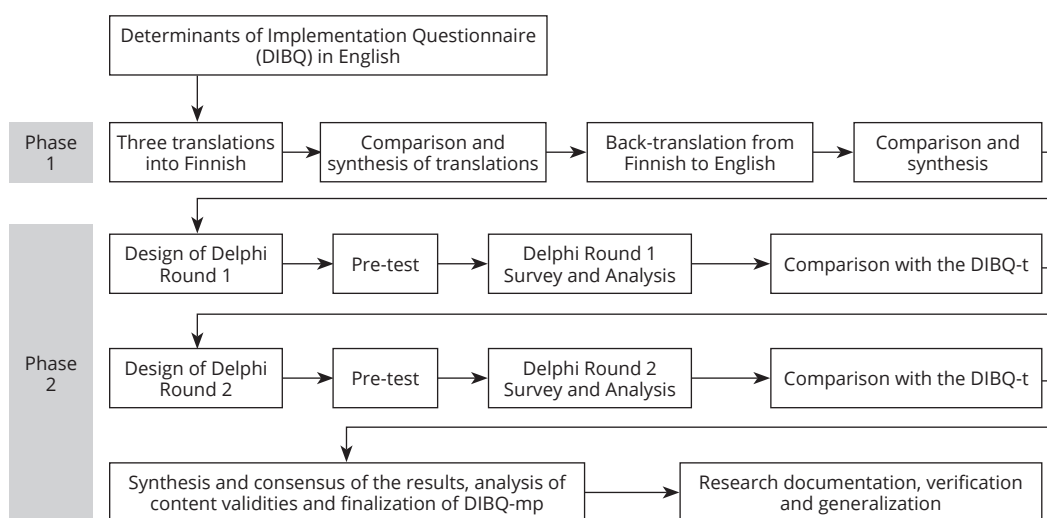 Determinants of Implementation Questionnaire
(DIBQ) in English
Phase
1
Three translations
into Finnish
Comparison and
synthesis of translations
Back-translation from
Finnish to English
Comparison and
synthesis
Phase
2
Design of Delphi
Round 1
Pre-test
Delphi Round 1
Survey and Analysis
Comparison with the DIBQ-t
Design of Delphi
Round 2
Pre-test
Delphi Round 2
Survey and Analysis
Comparison with the DIBQ-t
Synthesis and consensus of the results, analysis of
content validities and finalization of DIBQ-mp
Research documentation, verification
and generalization